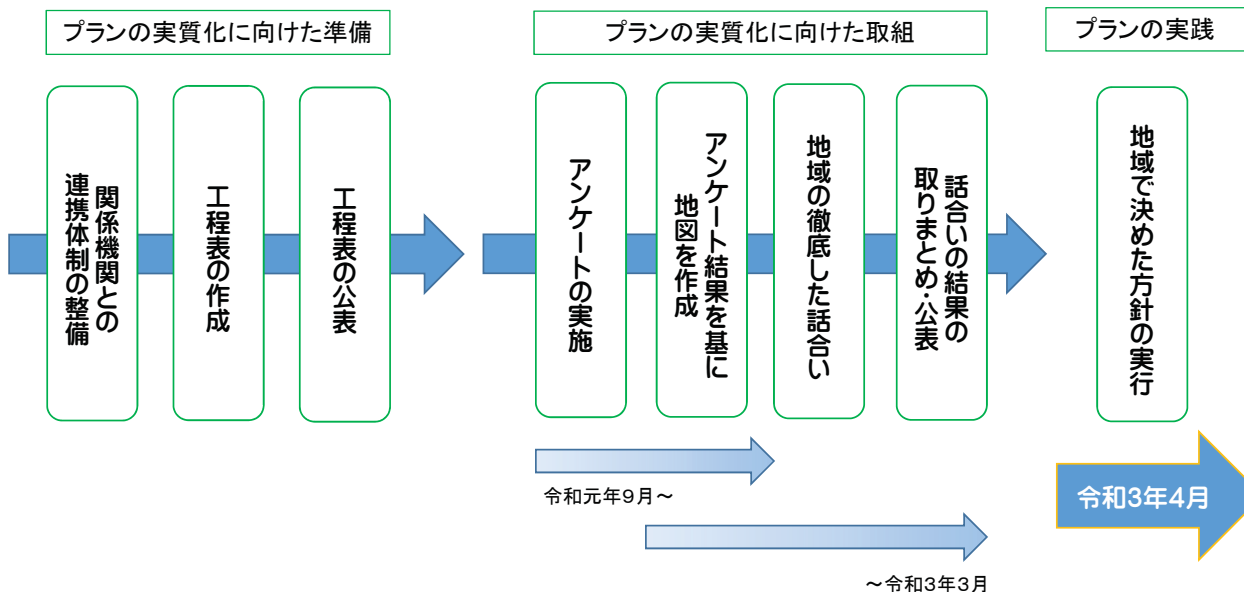 プランの実質化に向けた準備
関係機関との
連携体制の整備
工程表の作成
工程表の公表
プランの実質化に向けた取組
アンケートの実施
アンケート結果を基に
地図を作成
地域の徹底した話合い
話合いの結果の
取りまとめ・公表
令和元年9月～
～令和3年3月
プランの実践
地域で決めた方針の実行
令和3年4月